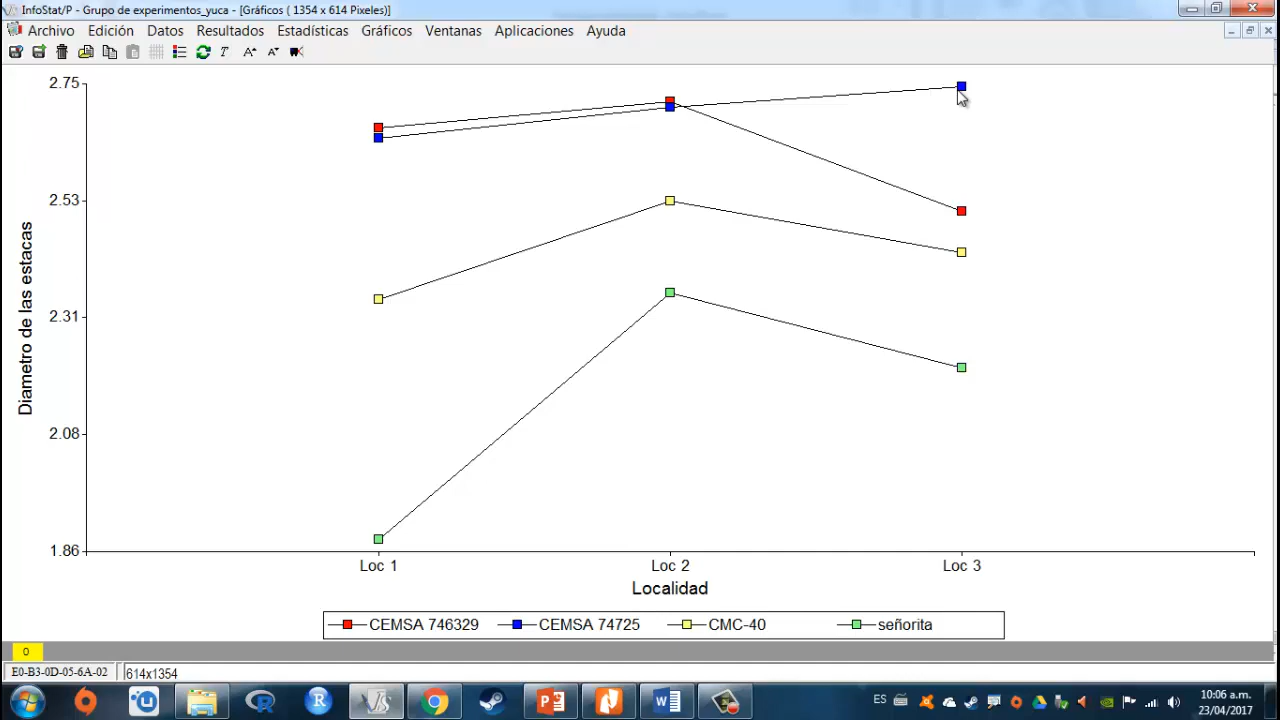 InfoStat/P - Grupo de experimentos_yuca - [Gráficos ( 1354 x 614 Pixeles)]
Archivo Edición Datos Resultados Estadísticas Gráficos Ventanas Aplicaciones Ayuda
2.75
2.53
2.31
2.08
1.86
Diametro de las estacas
Loc 1 Loc 2 Loc 3
Localidad
CEMSA 746329 CEMSA 74725 CMC-40 señorita
0
E0-B3-0D-05-6A-02 614x1354
ES 10:06 a.m.
23/04/2017